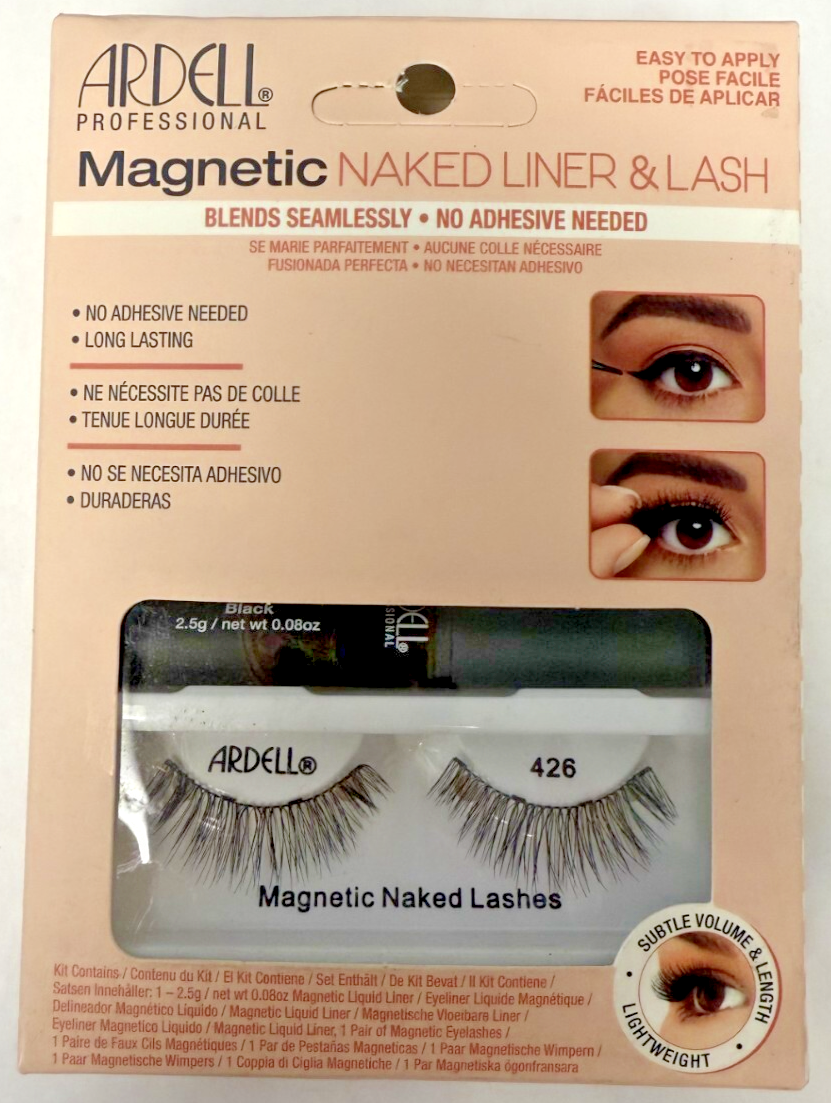 ARDELL®
PROFESSIONAL
EASY TO APPLY
POSE FACILE
FÁCILES DE APLICAR
Magnetic NAKED LINER & LASH
BLENDS SEAMLESSLY • NO ADHESIVE NEEDED
SE MARIE PARFAITEMENT • AUCUNE COLLE NÉCESSAIRE
FUSIONADA PERFECTA • NO NECESITAN ADHESIVO
• NO ADHESIVE NEEDED
• LONG LASTING
• NE NÉCESSITE PAS DE COLLE
• TENUE LONGUE DURÉE
• NO SE NECESITA ADHESIVO
• DURADERAS
Black
2.5g / net wt 0.08oz
DELL®
SIONAL
ARDELL®
426
Magnetic Naked Lashes
SUBTLE VOLUME & LENGTH
• LIGHTWEIGHT •
Kit Contains / Contenu du Kit / El Kit Contiene / Set Enthält / De Kit Bevat / Il Kit Contiene /
Satsen Innehåller: 1 – 2.5g / net wt 0.08oz Magnetic Liquid Liner / Eyeliner Liquide Magnétique /
Delineador Magnético Líquido / Magnetic Liquid Liner / Magnetische Vloeibare Liner /
Eyeliner Magnetico Liquido / Magnetic Liquid Liner, 1 Pair of Magnetic Eyelashes /
1 Paire de Faux Cils Magnétiques / 1 Par de Pestañas Magneticas / 1 Paar Magnetische Wimpern /
1 Paar Magnetische Wimpers / 1 Coppia di Ciglia Magnetiche / 1 Par Magnetiska ögonfransara